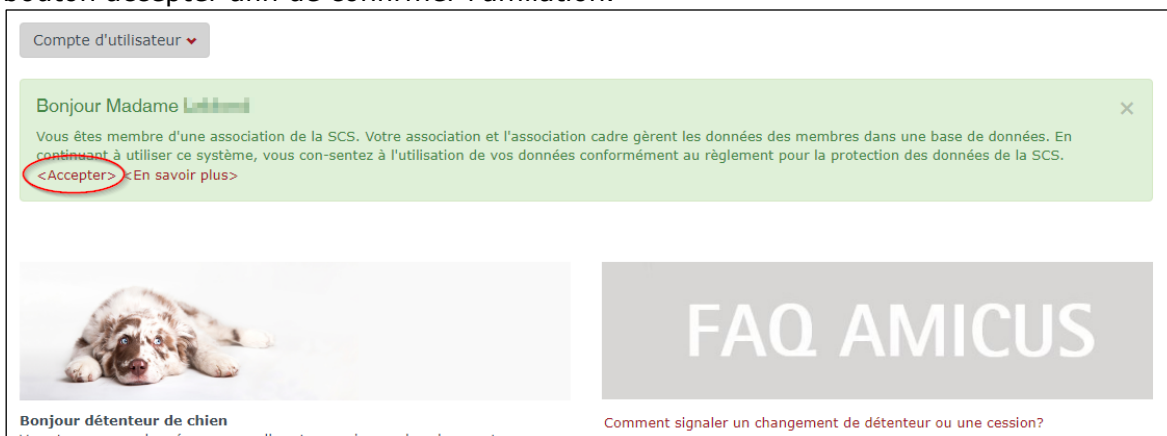 bouton accepter afin de confirmer l'affiliation.
Compte d'utilisateur
Bonjour Madame
Vous êtes membre d'une association de la SCS. Votre association et l'association cadre gèrent les données des membres dans une base de données. En
continuant à utiliser ce système, vous con-sentez à l'utilisation de vos données conformément au règlement pour la protection des données de la SCS.
<Accepter> <En savoir plus>
FAQ AMICUS
Bonjour détenteur de chien
Comment signaler un changement de détenteur ou une cession?